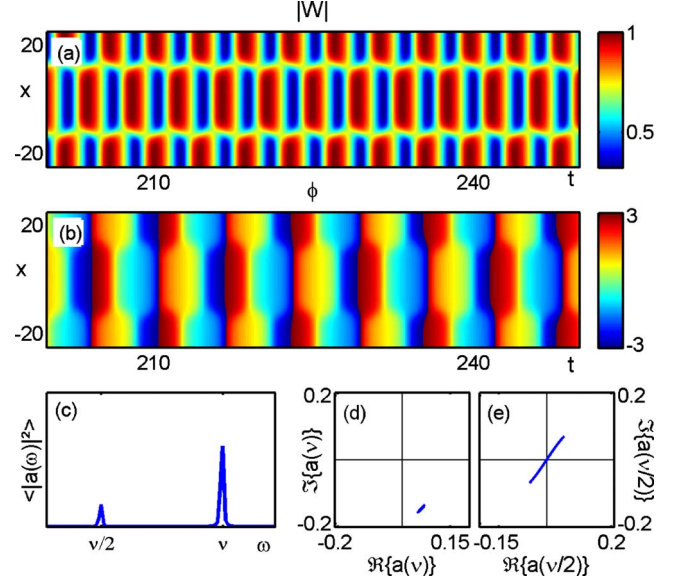 |W|
20
(a)
x
-20
210
240
t
1
0.5
ϕ
20
(b)
x
-20
210
240
t
3
-3
(c)
<|a(ω)|²>
ν/2
ν
ω
0.2
(d)
ℑ{a(ν)}
-0.2
-0.2
0.15
ℜ{a(ν)}
(e)
0.2
ℑ{a(ν/2)}
-0.2
-0.15
0.2
ℜ{a(ν/2)}